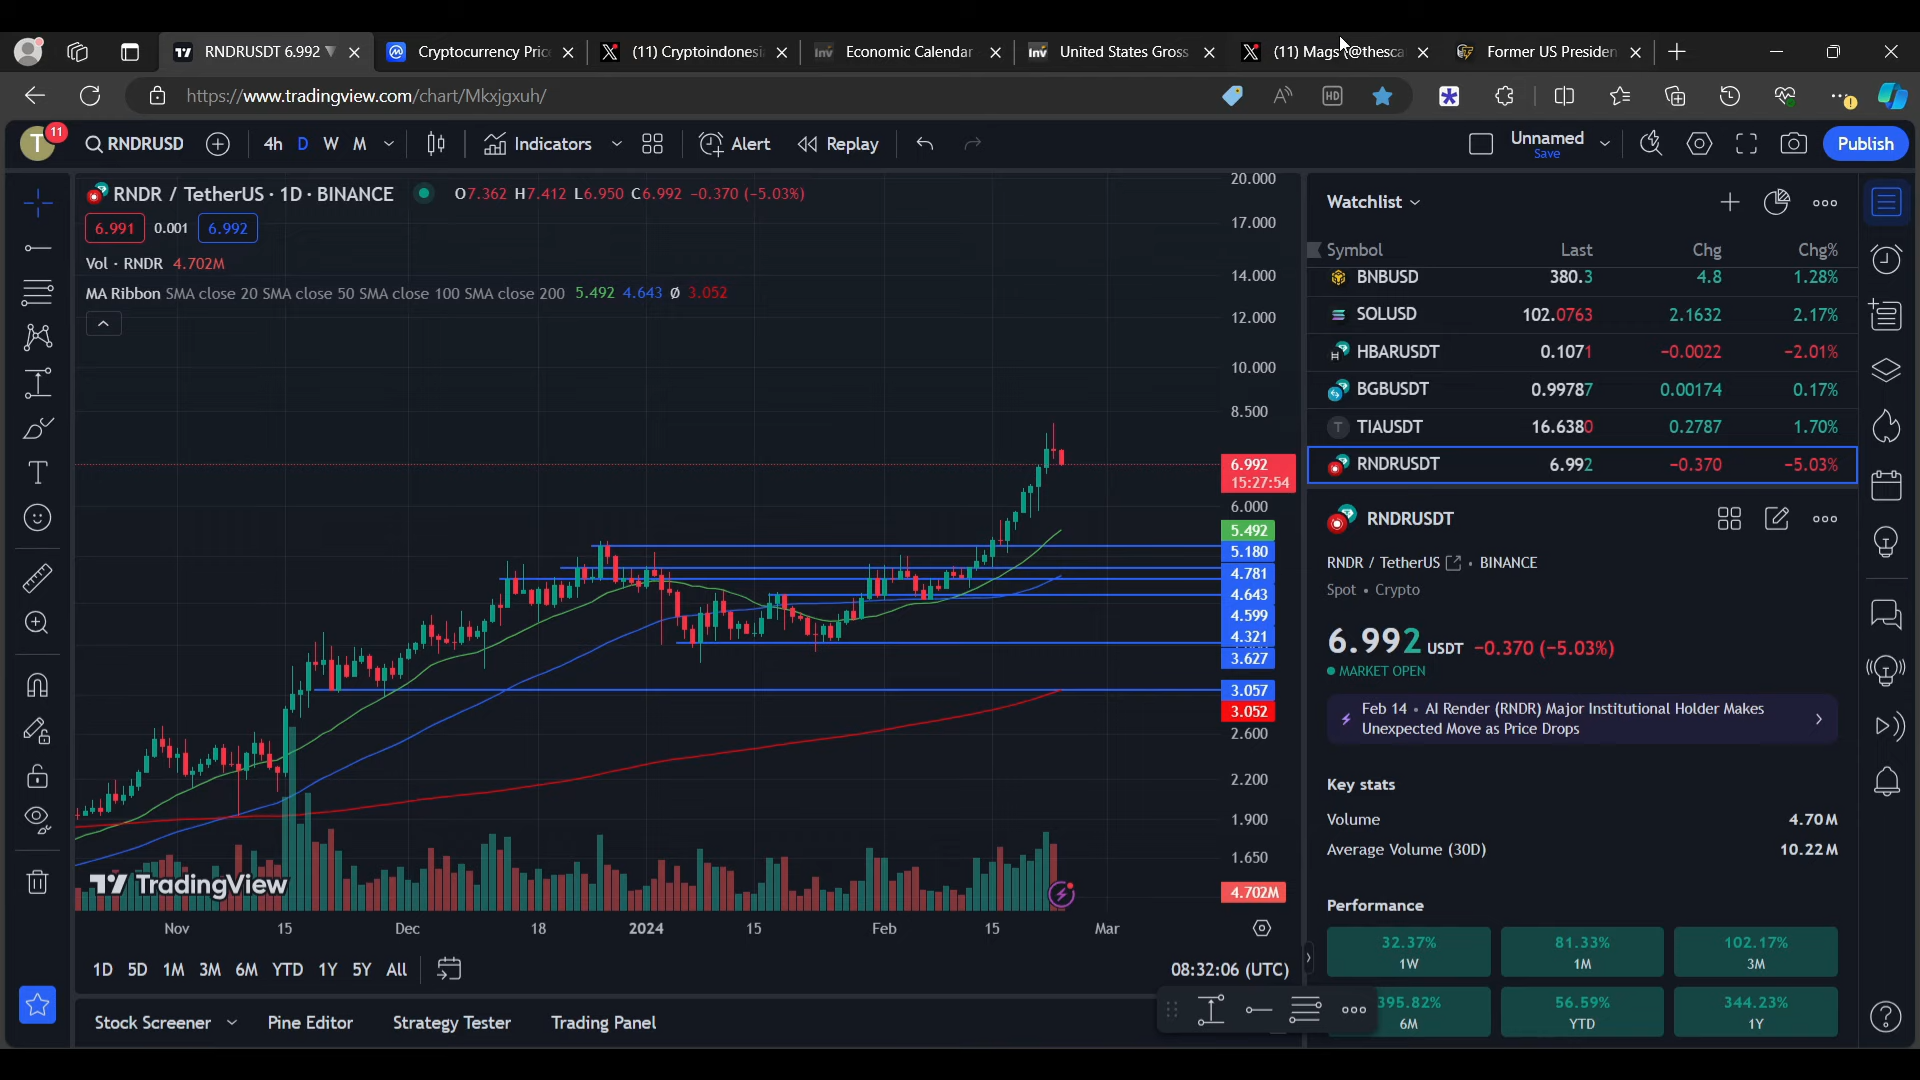 RNDRUSDT 6.992
Cryptocurrency Pric
(11) Cryptoindonesi
Economic Calendar
United States Gross
(11) Mags (@thesca
Former US Presiden
https://www.tradingview.com/chart/Mkxjgxuh/
T
11
RNDRUSD
4h D W M
Indicators
Alert
Replay
Unnamed
Save
Publish
RNDR / TetherUS · 1D · BINANCE
O7.362 H7.412 L6.950 C6.992 −0.370 (−5.03%)
6.991 0.001 6.992
Vol · RNDR 4.702M
MA Ribbon SMA close 20 SMA close 50 SMA close 100 SMA close 200 5.492 4.643 Ø 3.052
20.000
17.000
14.000
12.000
10.000
8.500
6.992
15:27:54
6.000
5.492
5.180
4.781
4.643
4.599
4.321
3.627
3.057
3.052
2.600
2.200
1.900
1.650
4.702M
TradingView
Nov 15 Dec 18 2024 15 Feb 15 Mar
1D 5D 1M 3M 6M YTD 1Y 5Y All
08:32:06 (UTC)
Stock Screener
Pine Editor
Strategy Tester
Trading Panel
Watchlist
Symbol Last Chg Chg%
BNBUSD 380.3 4.8 1.28%
SOLUSD 102.0763 2.1632 2.17%
HBARUSDT 0.1071 −0.0022 −2.01%
BGBUSDT 0.99787 0.00174 0.17%
TIAUSDT 16.6380 0.2787 1.70%
RNDRUSDT 6.992 −0.370 −5.03%
RNDRUSDT
RNDR / TetherUS • BINANCE
Spot • Crypto
6.992 USDT −0.370 (−5.03%)
MARKET OPEN
Feb 14 • AI Render (RNDR) Major Institutional Holder Makes
Unexpected Move as Price Drops
Key stats
Volume 4.70M
Average Volume (30D) 10.22M
Performance
32.37% 81.33% 102.17%
1W 1M 3M
395.82% 56.59% 344.23%
6M YTD 1Y